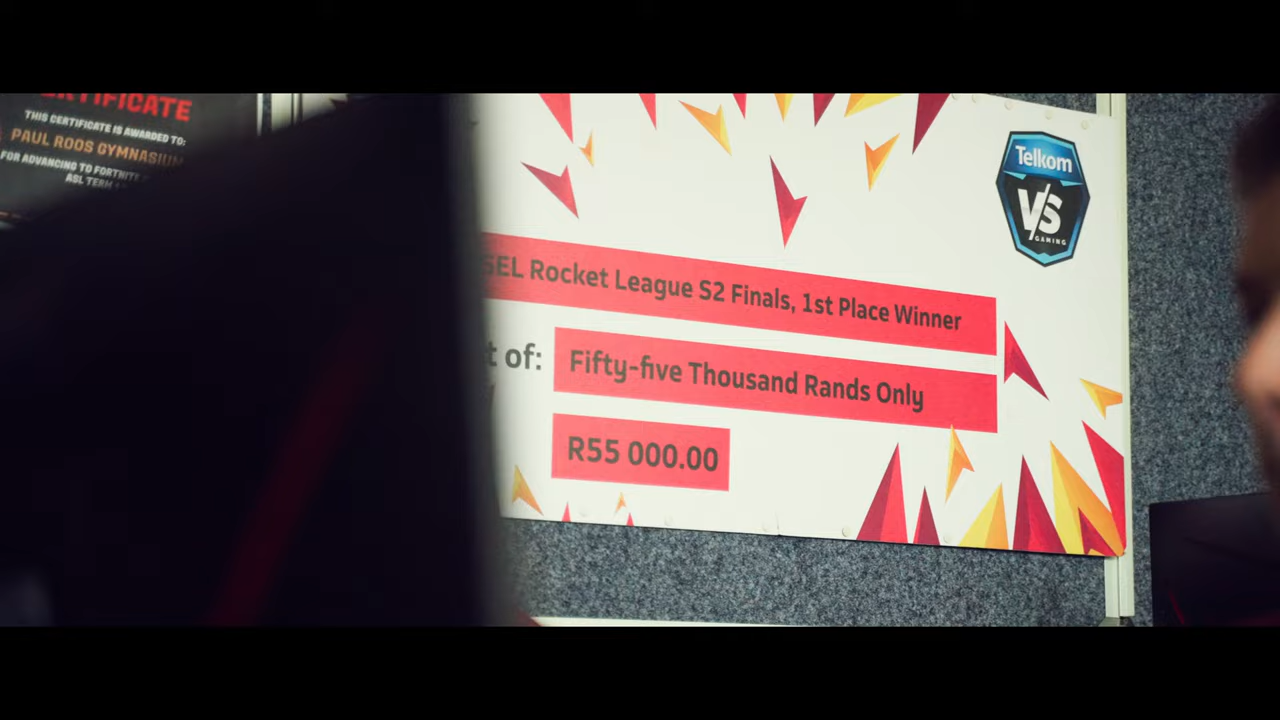 CERTIFICATE
THIS CERTIFICATE IS AWARDED TO:
PAUL ROOS GYMNASIUM
FOR ADVANCING TO FORTNITE
ASL TERM
Telkom
VS
GAMING
SEL Rocket League S2 Finals, 1st Place Winner
of:
Fifty-five Thousand Rands Only
R55 000.00